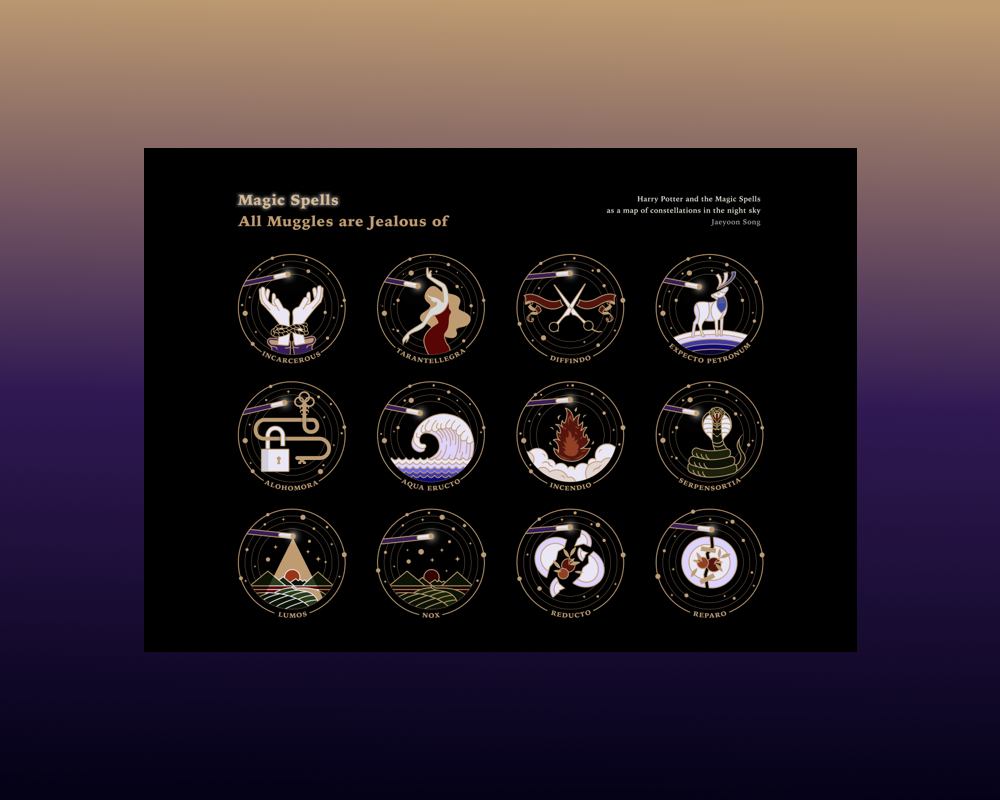 Magic Spells
All Muggles are Jealous of
Harry Potter and the Magic Spells
as a map of constellations in the night sky
Jaeyoon Song
INCARCEROUS
TARANTELLEGRA
DIFFINDO
EXPECTO PETRONUM
ALOHOMORA
AQUA ERUCTO
INCENDIO
SERPENSORTIA
LUMOS
NOX
REDUCTO
REPARO